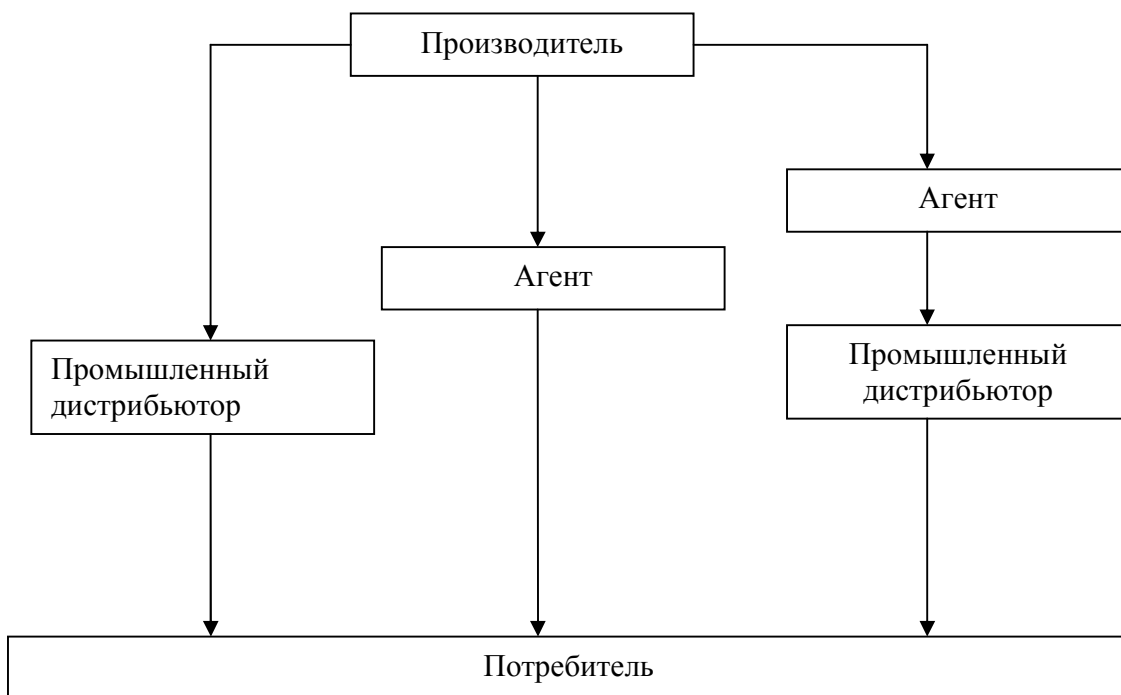 Производитель
Агент
Агент
Промышленный
дистрибьютор
Промышленный
дистрибьютор
Потребитель